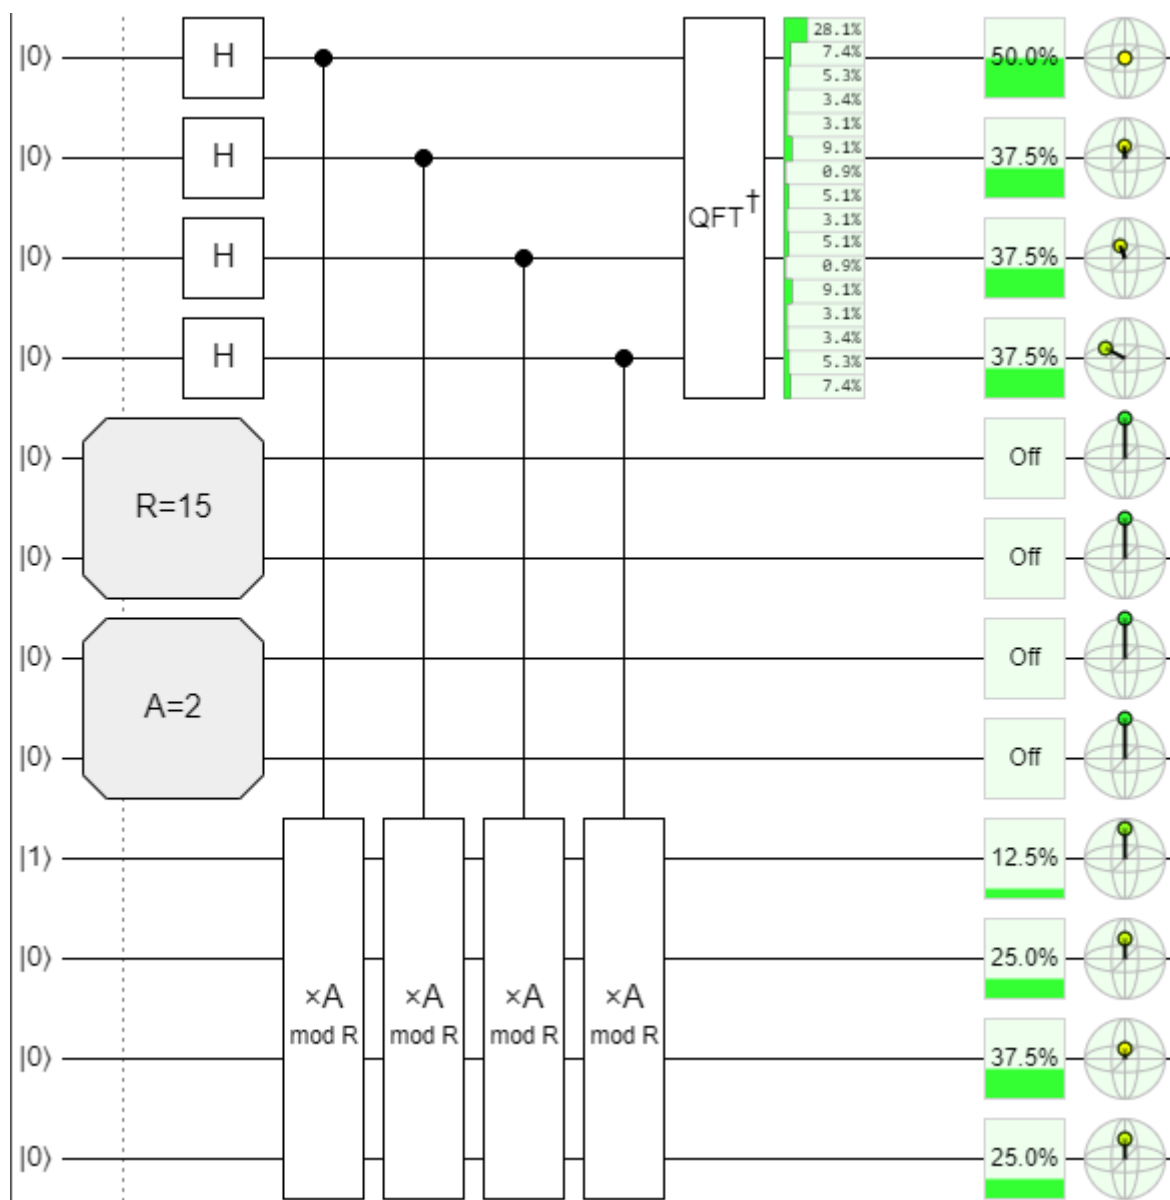 |0⟩ H 28.1%
7.4%
50.0%
5.3%
3.4%
3.1%
|0⟩ H 9.1% 37.5%
0.9%
5.1%
QFT†
3.1%
|0⟩ H 5.1% 37.5%
0.9%
9.1%
3.1%
|0⟩ H 3.4% 37.5%
5.3%
7.4%
|0⟩ Off
R=15
|0⟩ Off
|0⟩ Off
A=2
|0⟩ Off
|1⟩ 12.5%
|0⟩ 25.0%
×A ×A ×A ×A
mod R mod R mod R mod R
|0⟩ 37.5%
|0⟩ 25.0%